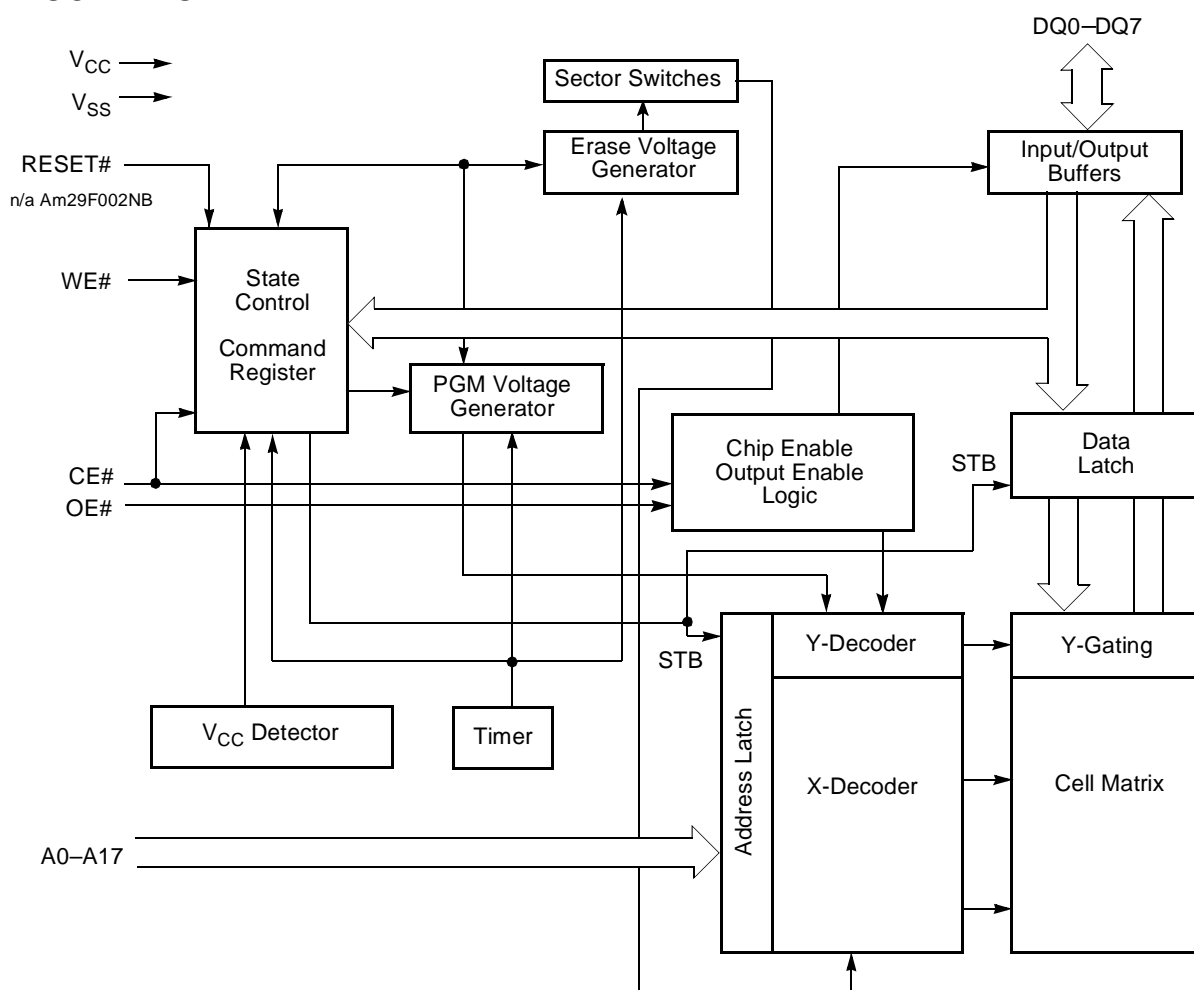 DQ0–DQ7
VCC
VSS
Sector Switches
Erase Voltage
Generator
Input/Output
Buffers
RESET#
n/a Am29F002NB
WE#
State
Control
Command
Register
PGM Voltage
Generator
Chip Enable
Output Enable
Logic
STB
Data
Latch
CE#
OE#
STB
Y-Decoder
Y-Gating
VCC Detector
Timer
Address Latch
X-Decoder
Cell Matrix
A0–A17